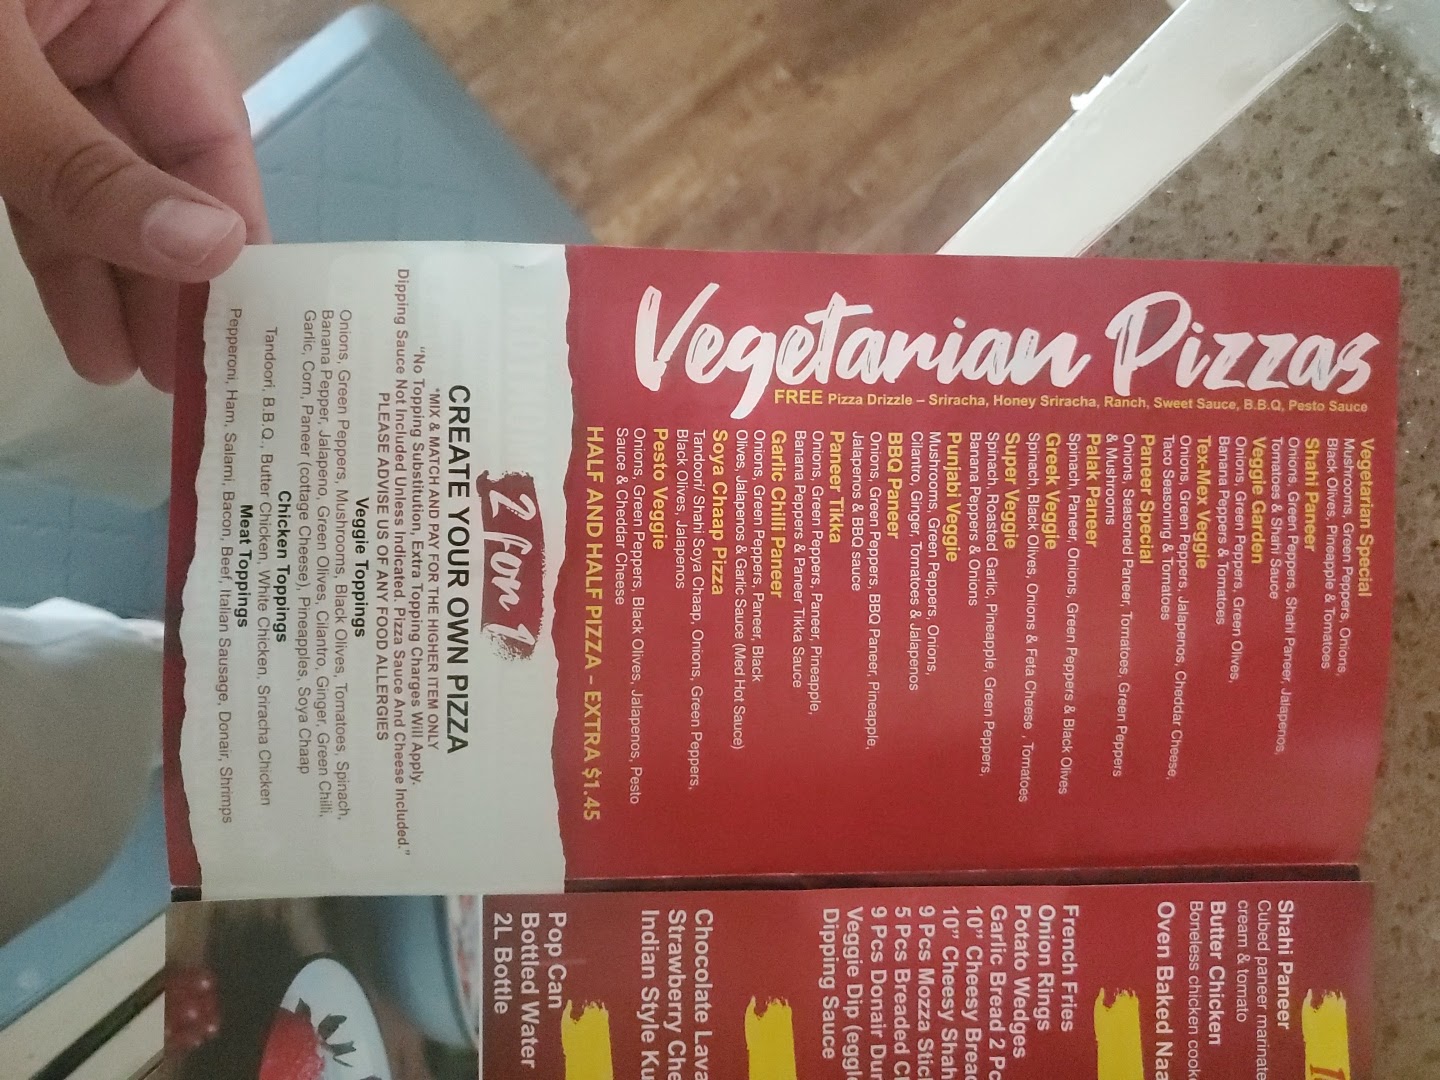 Vegetarian Pizzas
FREE Pizza Drizzle – Sriracha, Honey Sriracha, Ranch, Sweet Sauce, B.B.Q, Pesto Sauce
Vegetarian Special
Mushrooms, Green Peppers, Onions,
Black Olives, Pineapple & Tomatoes
Shahi Paneer
Onions, Green Peppers, Shahi Paneer, Jalapenos,
Tomatoes & Shahi Sauce
Veggie Garden
Onions, Green Peppers, Green Olives,
Banana Peppers & Tomatoes
Tex-Mex Veggie
Onions, Green Peppers, Jalapenos, Cheddar Cheese,
Taco Seasoning & Tomatoes
Paneer Special
Onions, Seasoned Paneer, Tomatoes, Green Peppers
& Mushrooms
Palak Paneer
Spinach, Paneer, Onions, Green Peppers & Black Olives
Greek Veggie
Spinach, Black Olives, Onions & Feta Cheese , Tomatoes
Super Veggie
Spinach, Roasted Garlic, Pineapple, Green Peppers,
Banana Peppers & Onions
Punjabi Veggie
Mushrooms, Green Peppers, Onions,
Cilantro, Ginger, Tomatoes & Jalapenos
BBQ Paneer
Onions, Green Peppers, BBQ Paneer, Pineapple,
Jalapenos & BBQ sauce
Paneer Tikka
Onions, Green Peppers, Paneer, Pineapple,
Banana Peppers & Paneer Tikka Sauce
Garlic Chilli Paneer
Onions, Green Peppers, Paneer, Black
Olives, Jalapenos & Garlic Sauce (Med Hot Sauce)
Soya Chaap Pizza
Tandoori/ Shahi Soya Chaap, Onions, Green Peppers,
Black Olives, Jalapenos
Pesto Veggie
Onions, Green Peppers, Black Olives, Jalapenos, Pesto
Sauce & Cheddar Cheese
HALF AND HALF PIZZA – EXTRA $1.45
2 for 1
CREATE YOUR OWN PIZZA
*MIX & MATCH AND PAY FOR THE HIGHER ITEM ONLY
"No Topping Substitution, Extra Topping Charges Will Apply.
Dipping Sauce Not Included Unless Indicated, Pizza Sauce And Cheese Included."
PLEASE ADVISE US OF ANY FOOD ALLERGIES
Veggie Toppings
Onions, Green Peppers, Mushrooms, Black Olives, Tomatoes, Spinach,
Banana Pepper, Jalapeno, Green Olives, Cilantro, Ginger, Green Chilli,
Garlic, Corn, Paneer (cottage Cheese), Pineapples, Soya Chaap
Chicken Toppings
Tandoori, B.B.Q., Butter Chicken, White Chicken, Sriracha Chicken
Meat Toppings
Pepperoni, Ham, Salami, Bacon, Beef, Italian Sausage, Donair, Shrimps
Shahi Paneer
Cubed paneer marinate
cream & tomato
Butter Chicken
Boneless chicken cook
Oven Baked Naa
French Fries
Onion Rings
Potato Wedges
Garlic Bread 2 Pc
10" Cheesy Bread
10" Cheesy Shah
9 Pcs Mozza Stic
5 Pcs Breaded C
9 Pcs Donair Dur
Veggie Dip (eggl
Dipping Sauce
Chocolate Lava
Strawberry Che
Indian Style Ku
Pop Can
Bottled Water
2L Bottle